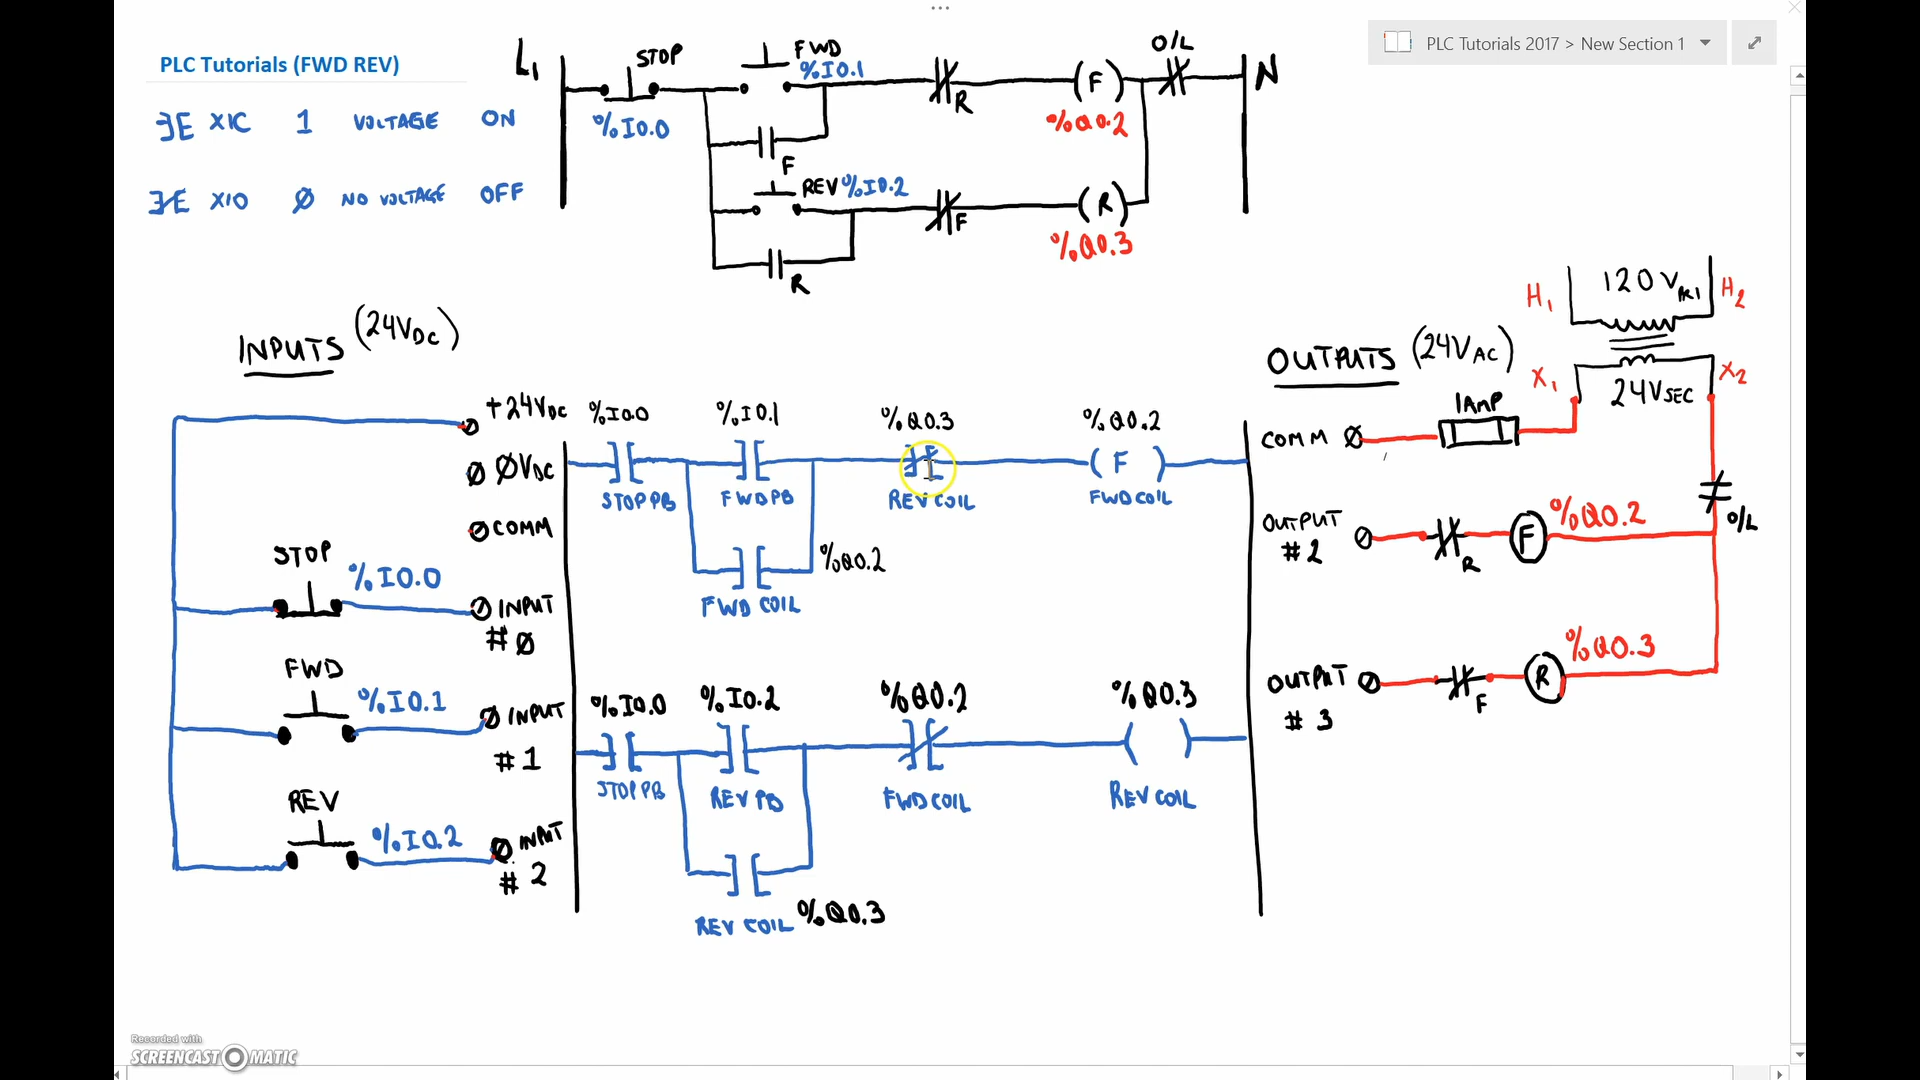 PLC Tutorials (FWD REV)
PLC Tutorials 2017 > New Section 1
XIC 1 VOLTAGE ON
XIO Ø NO VOLTAGE OFF
L1
STOP
%I0.0
FWD
%I0.1
R
(F)
%Q0.2
O/L
N
F
REV %I0.2
F
(R)
%Q0.3
R
INPUTS (24VDC)
+24VDC
ØVDC
COMM
STOP
%I0.0
INPUT
#Ø
FWD
%I0.1
INPUT
#1
REV
%I0.2
INPUT
# 2
%I0.0
%I0.1
%Q0.3
%Q0.2
( F )
STOP PB
FWD PB
REV COIL
FWD COIL
%Q0.2
FWD COIL
%I0.0
%I0.2
%Q0.2
%Q0.3
STOP PB
REV PB
FWD COIL
REV COIL
REV COIL %Q0.3
OUTPUTS (24VAC)
H1
120V
H2
X1
24VSEC
X2
1AMP
COMM
OUTPUT
#2
R
F
%Q0.2
O/L
OUTPUT
# 3
F
R
%Q0.3
Recorded with
SCREENCAST MATIC